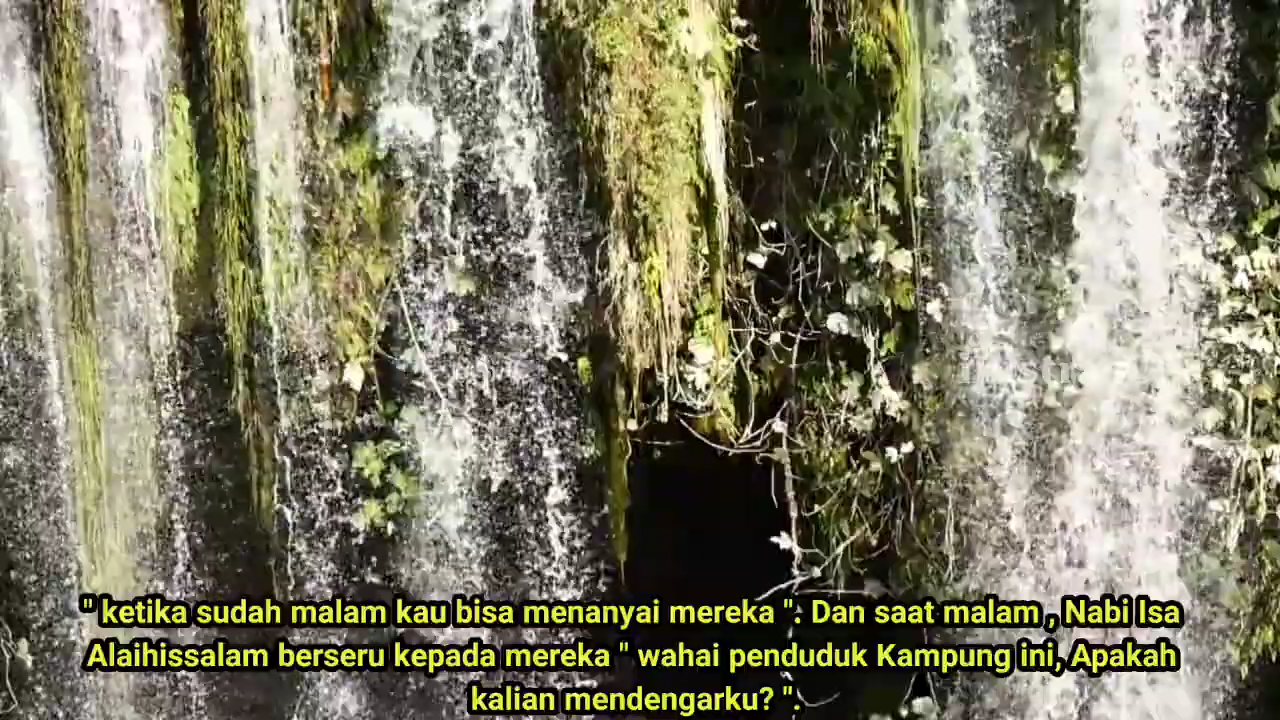 " ketika sudah malam kau bisa menanyai mereka ". Dan saat malam , Nabi Isa
Alaihissalam berseru kepada mereka " wahai penduduk Kampung ini, Apakah
kalian mendengarku? ".